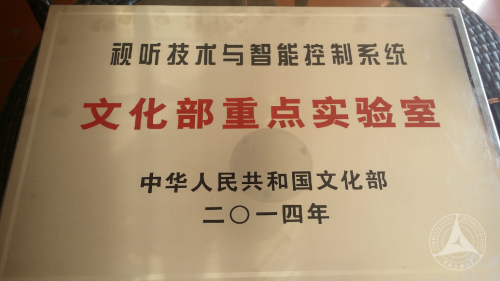 视听技术与智能控制系统
文化部重点实验室
中华人民共和国文化部
二〇一四年